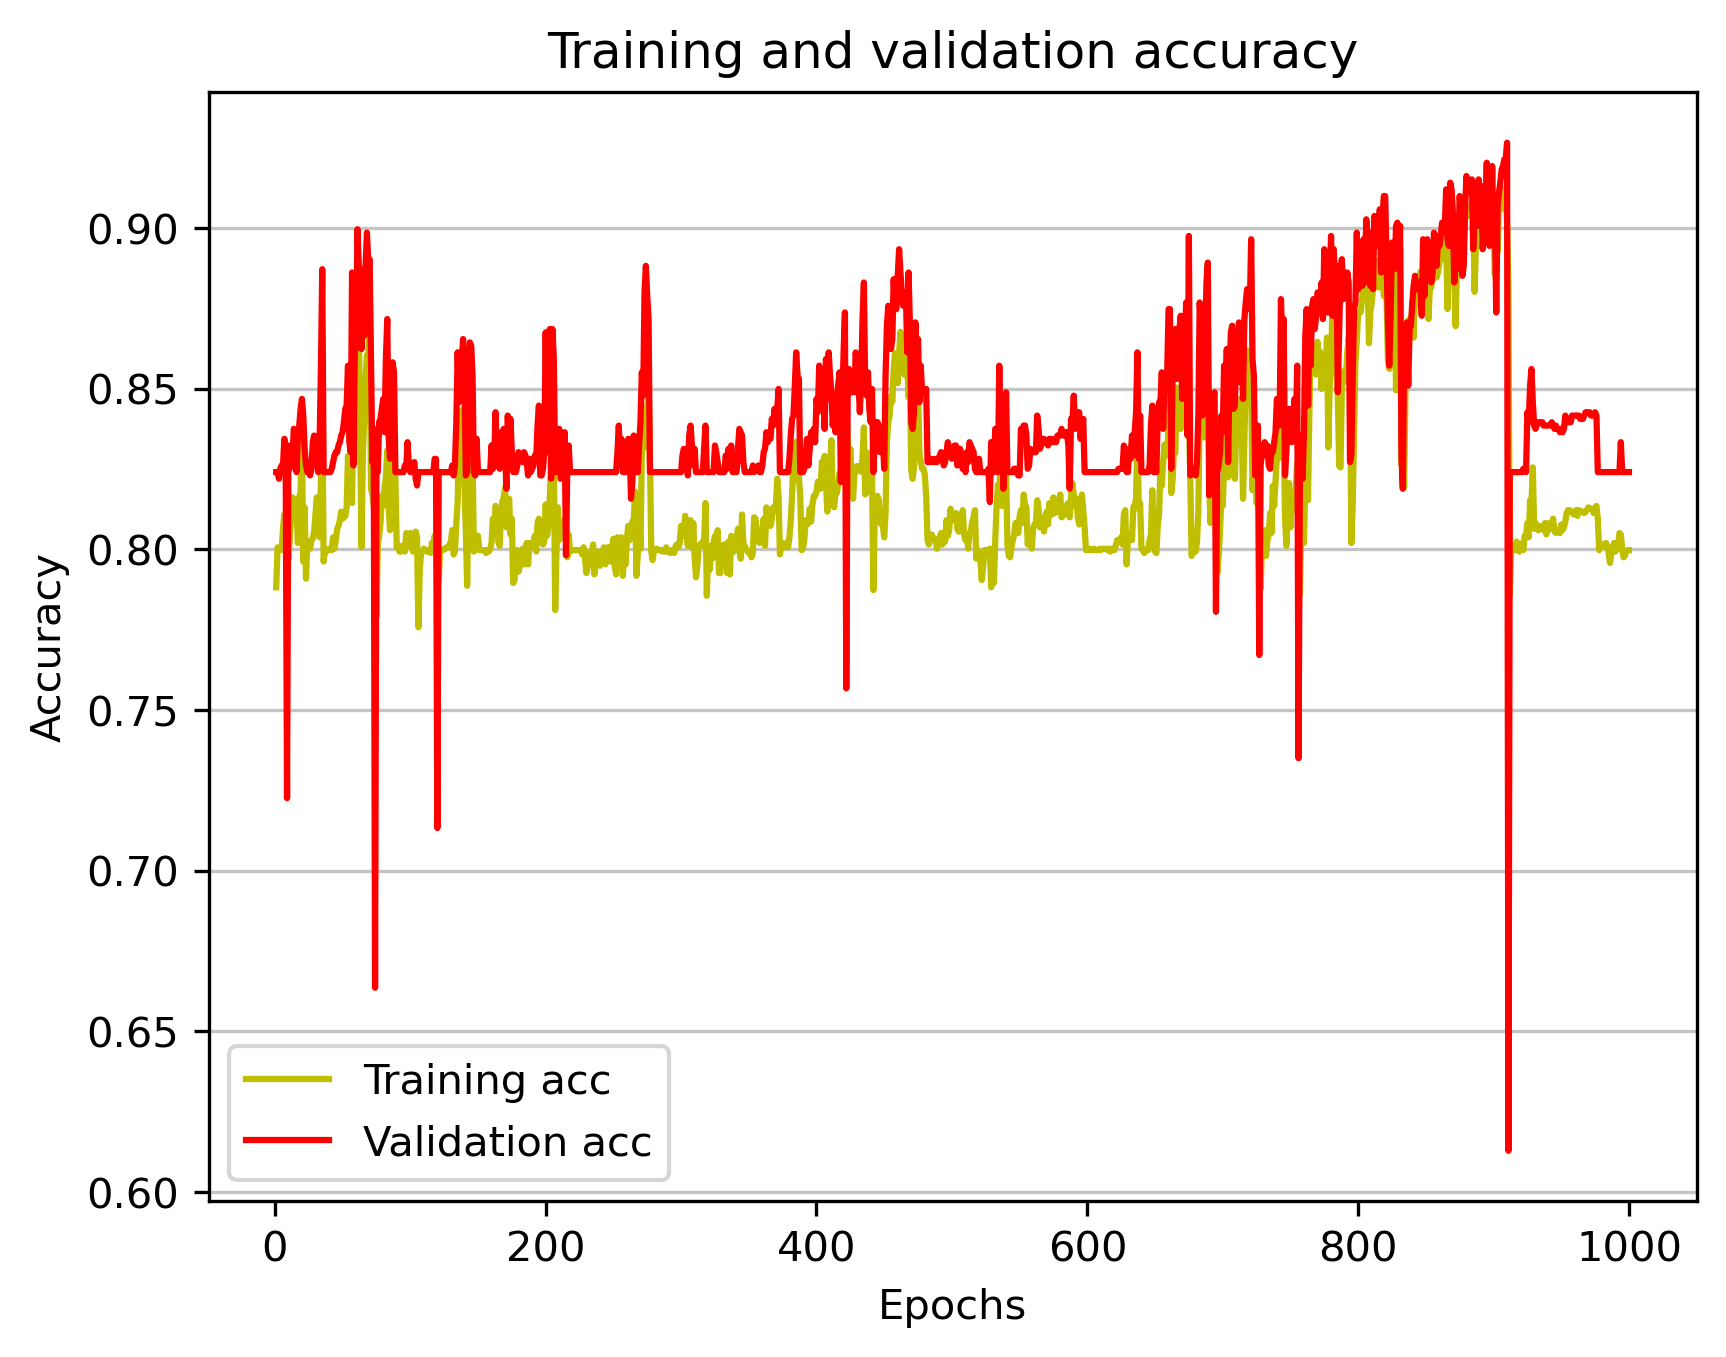 Training and validation accuracy
Accuracy
0.90
0.85
0.80
0.75
0.70
0.65
0.60
Training acc
Validation acc
0 200 400 600 800 1000
Epochs